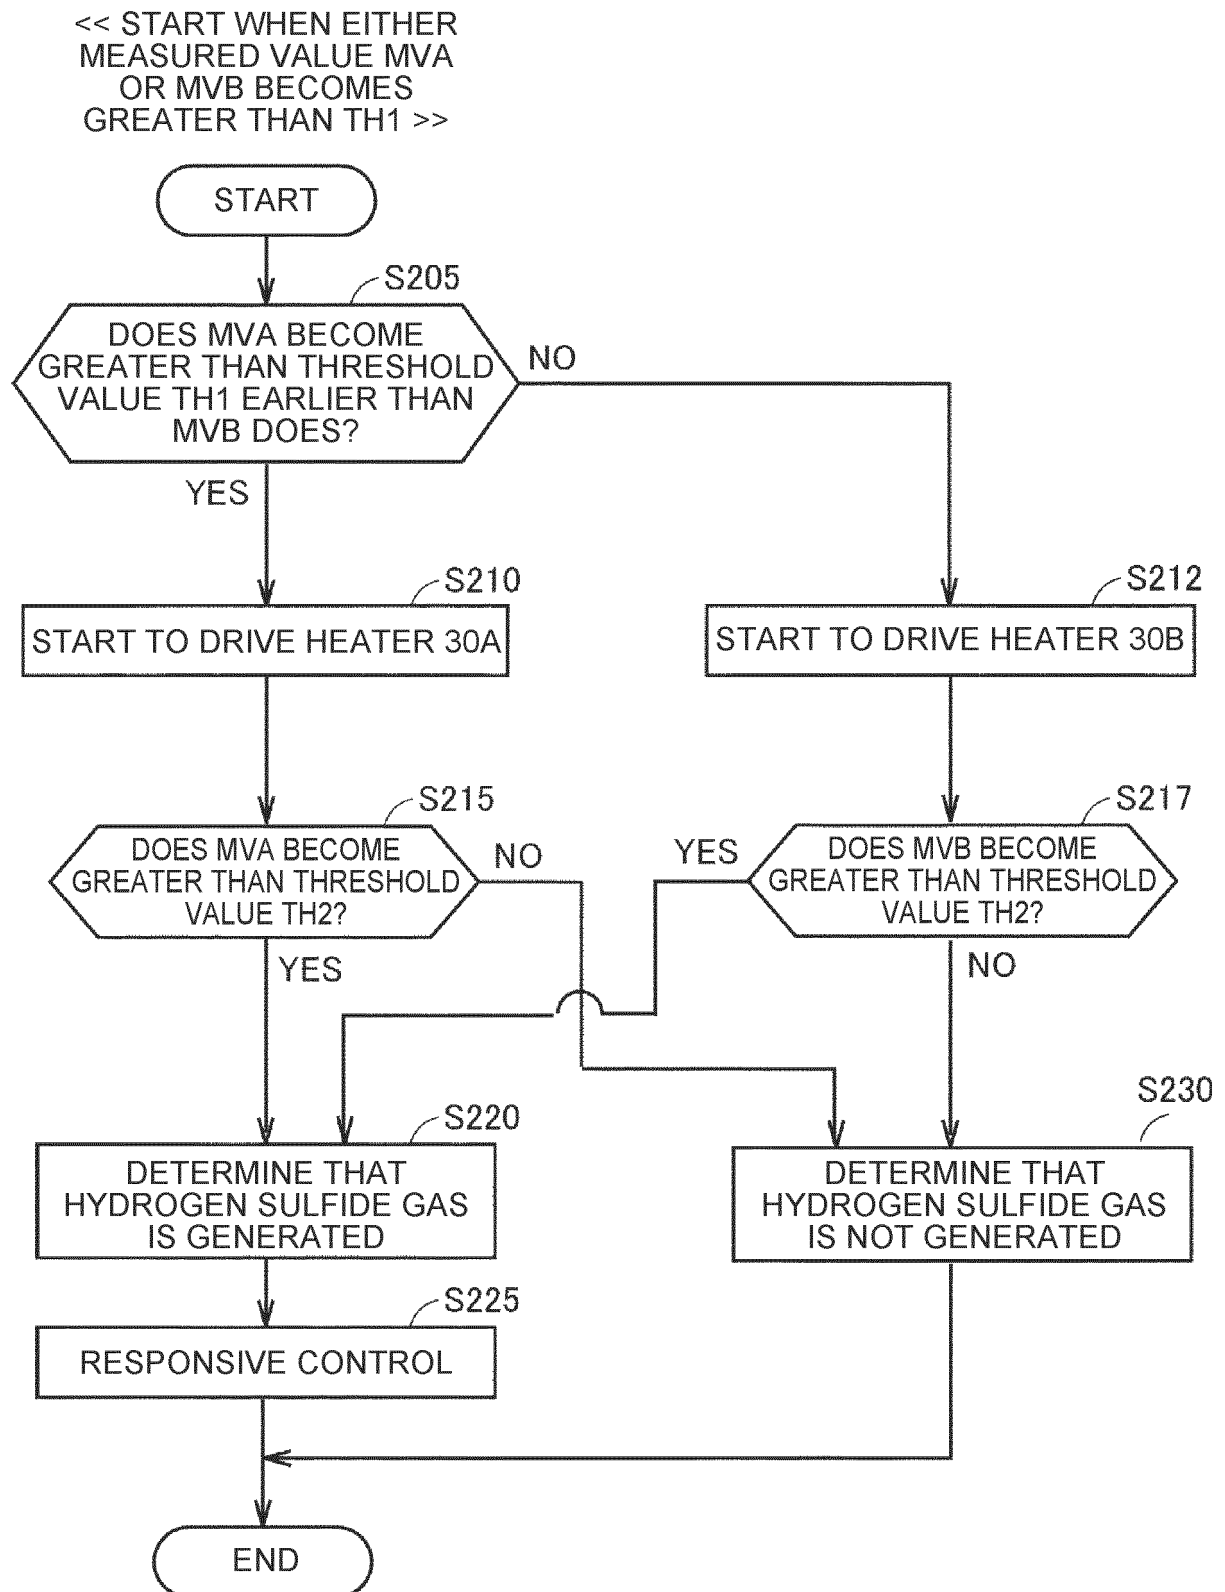 << START WHEN EITHER
MEASURED VALUE MVA
OR MVB BECOMES
GREATER THAN TH1 >>
START
S205
DOES MVA BECOME
GREATER THAN THRESHOLD
VALUE TH1 EARLIER THAN
MVB DOES?
NO
YES
S210
START TO DRIVE HEATER 30A
S212
START TO DRIVE HEATER 30B
S215
DOES MVA BECOME
GREATER THAN THRESHOLD
VALUE TH2?
NO
YES
S217
DOES MVB BECOME
GREATER THAN THRESHOLD
VALUE TH2?
YES
NO
S220
DETERMINE THAT
HYDROGEN SULFIDE GAS
IS GENERATED
S230
DETERMINE THAT
HYDROGEN SULFIDE GAS
IS NOT GENERATED
S225
RESPONSIVE CONTROL
END